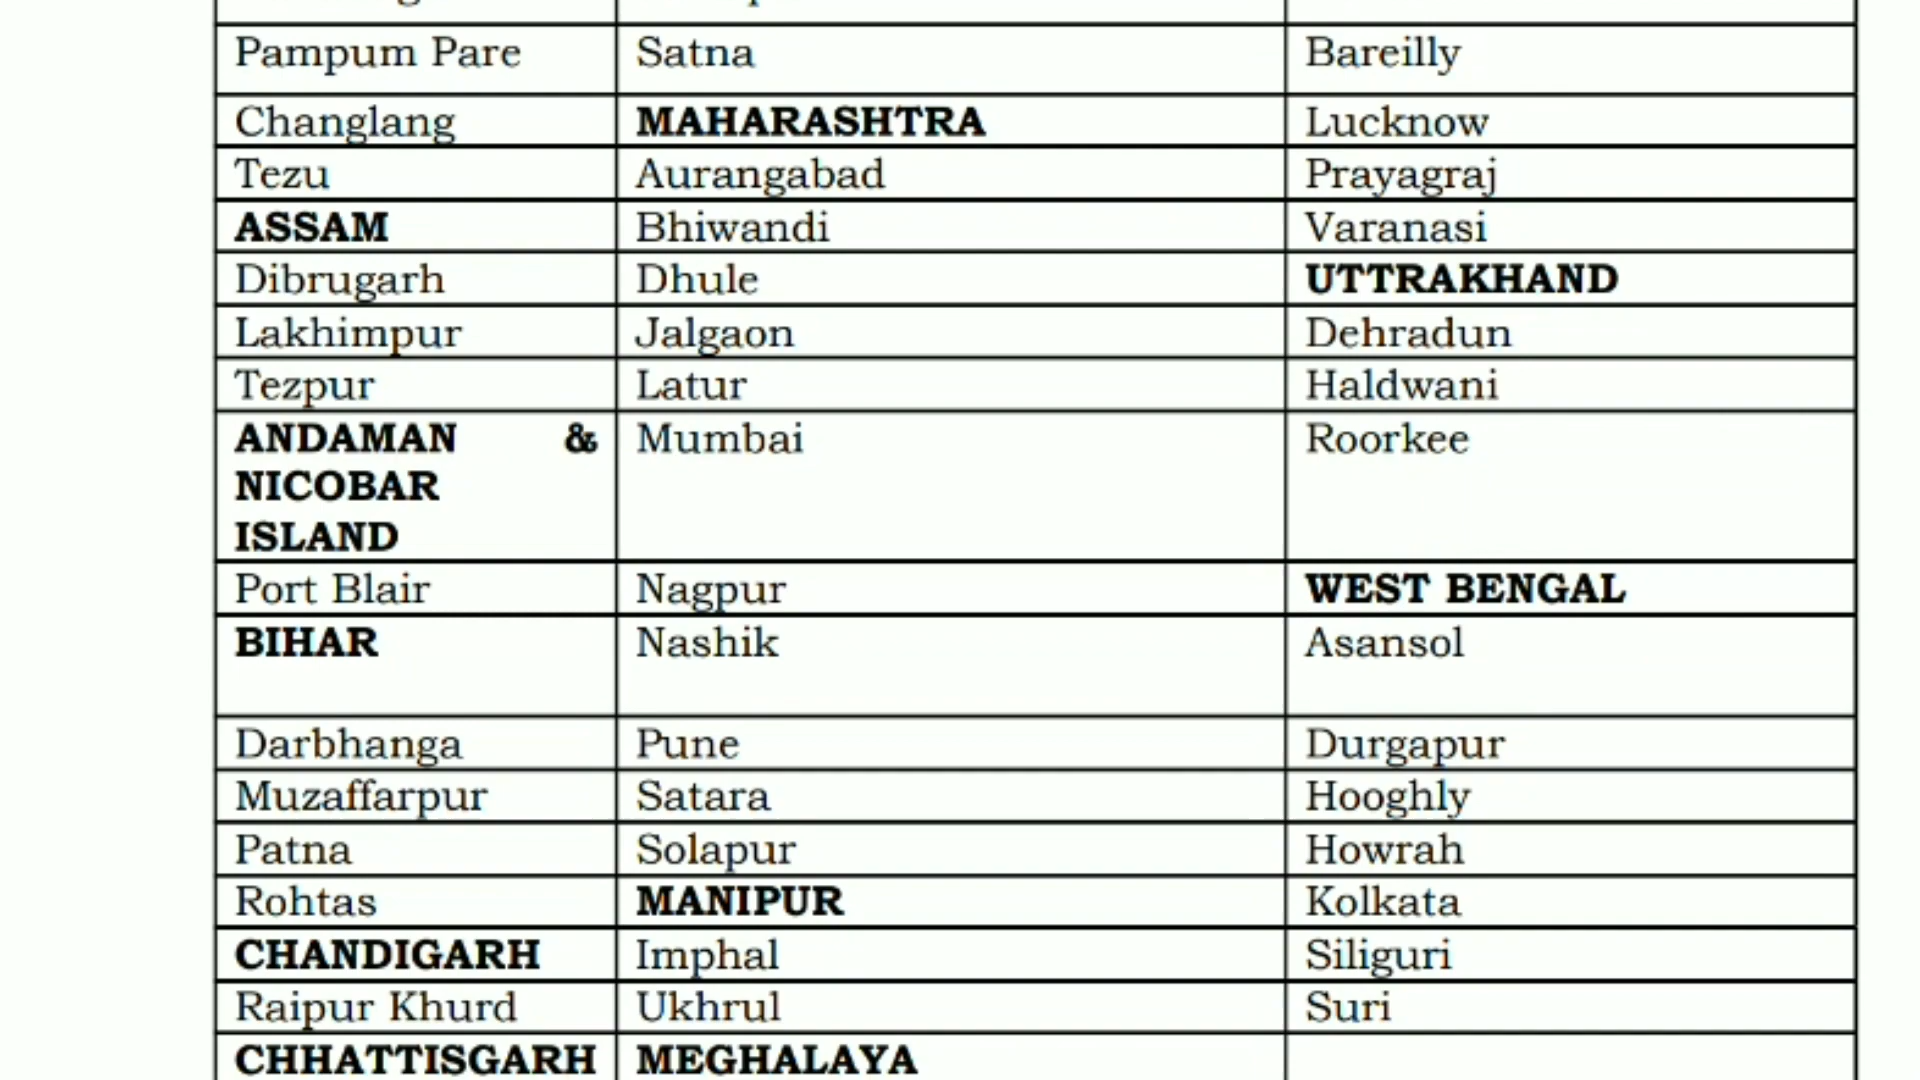 Pampum Pare Satna Bareilly
Changlang MAHARASHTRA Lucknow
Tezu Aurangabad Prayagraj
ASSAM Bhiwandi Varanasi
Dibrugarh Dhule UTTRAKHAND
Lakhimpur Jalgaon Dehradun
Tezpur Latur Haldwani
ANDAMAN & Mumbai Roorkee
NICOBAR
ISLAND
Port Blair Nagpur WEST BENGAL
BIHAR Nashik Asansol
Darbhanga Pune Durgapur
Muzaffarpur Satara Hooghly
Patna Solapur Howrah
Rohtas MANIPUR Kolkata
CHANDIGARH Imphal Siliguri
Raipur Khurd Ukhrul Suri
CHHATTISGARH MEGHALAYA